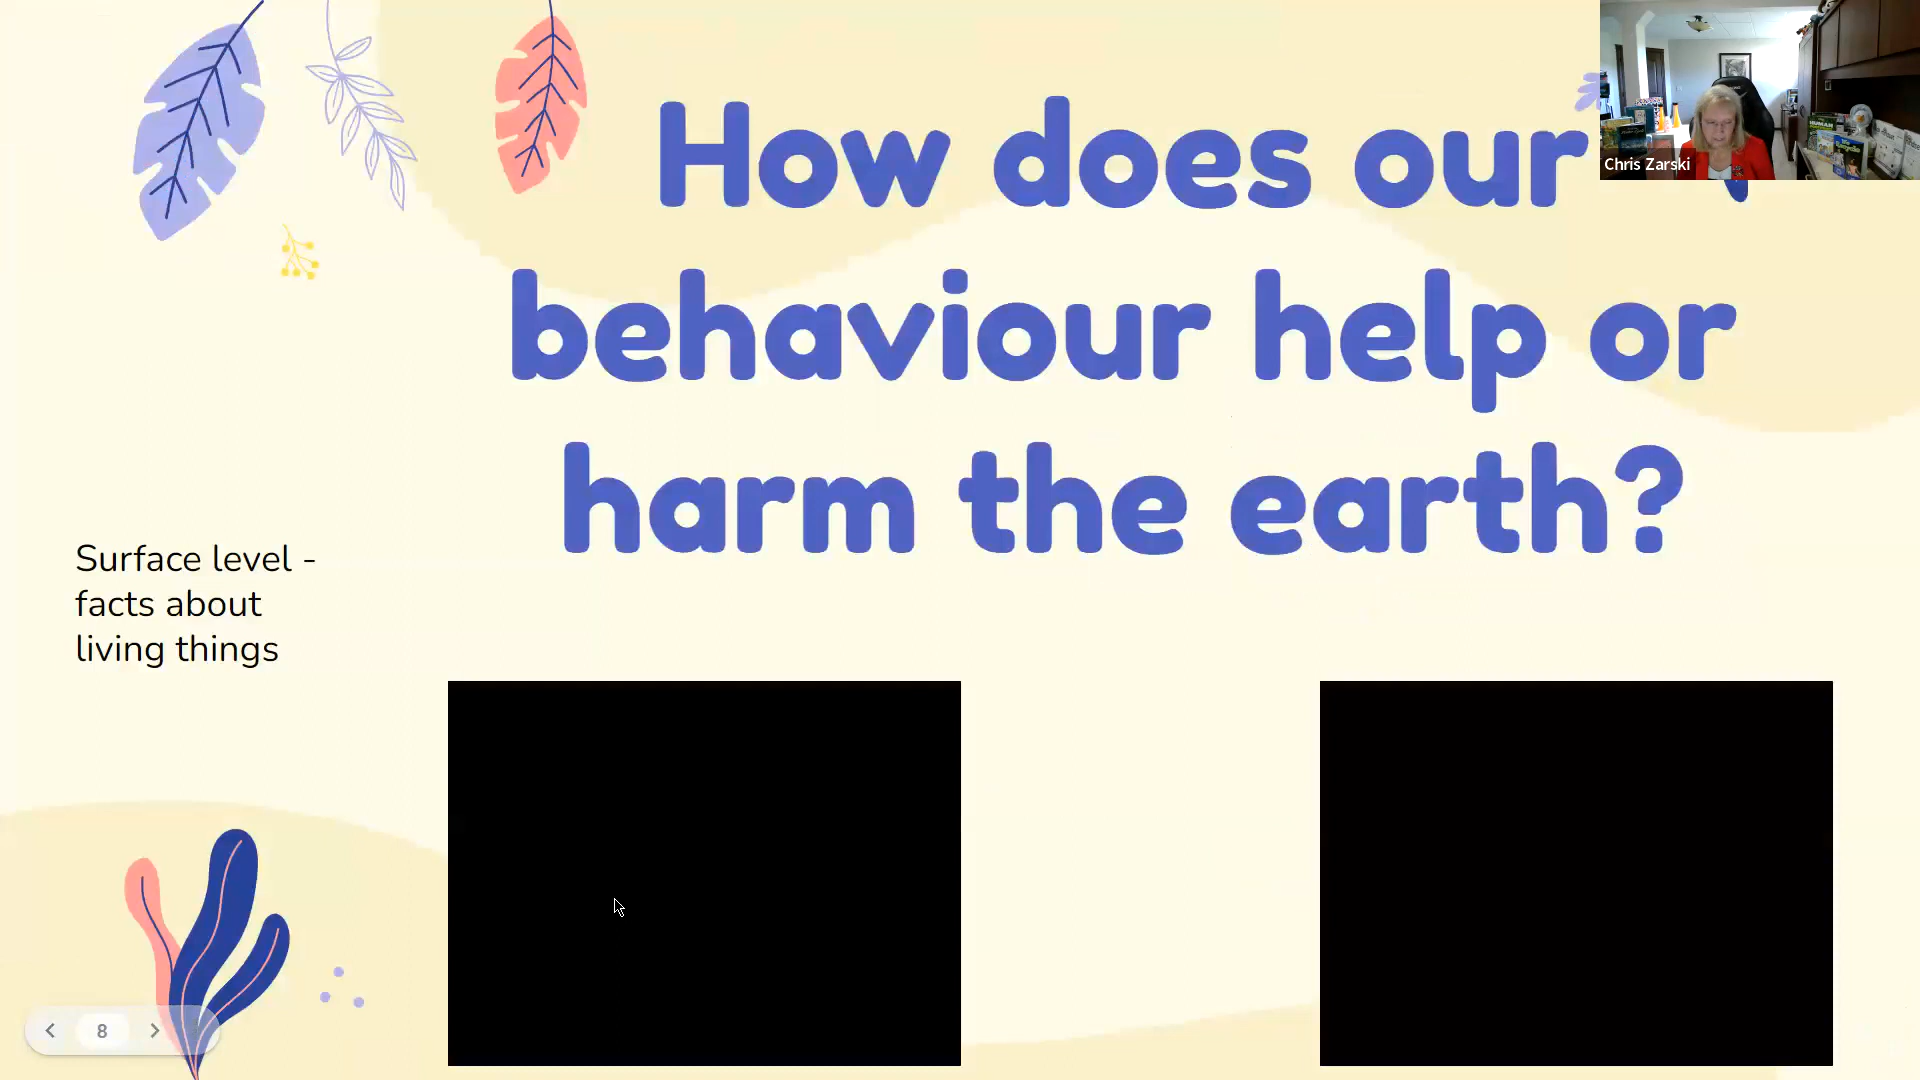 How does our
behaviour help or
harm the earth?
Chris Zarski
Surface level -
facts about
living things
8